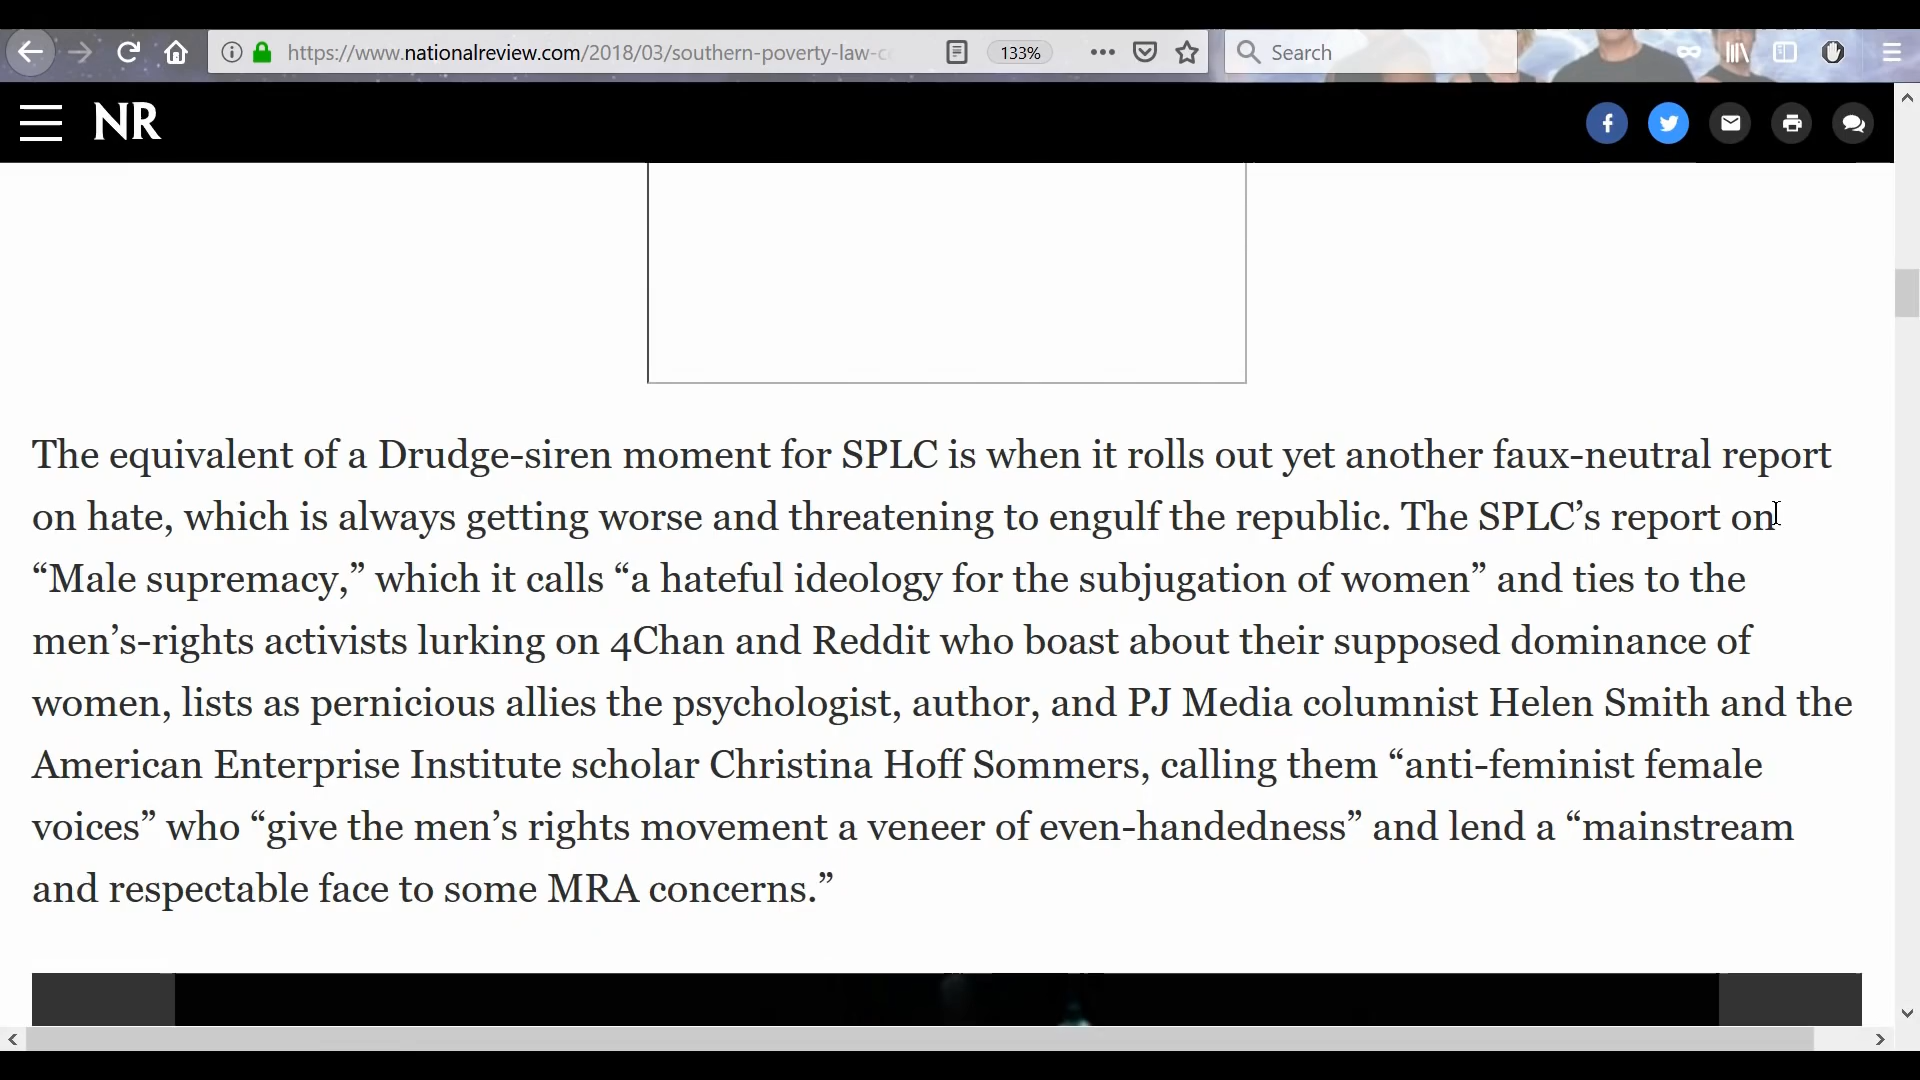 https://www.nationalreview.com/2018/03/southern-poverty-law-ce
133%
Search
NR
The equivalent of a Drudge-siren moment for SPLC is when it rolls out yet another faux-neutral report
on hate, which is always getting worse and threatening to engulf the republic. The SPLC’s report on
“Male supremacy,” which it calls “a hateful ideology for the subjugation of women” and ties to the
men’s-rights activists lurking on 4Chan and Reddit who boast about their supposed dominance of
women, lists as pernicious allies the psychologist, author, and PJ Media columnist Helen Smith and the
American Enterprise Institute scholar Christina Hoff Sommers, calling them “anti-feminist female
voices” who “give the men’s rights movement a veneer of even-handedness” and lend a “mainstream
and respectable face to some MRA concerns.”